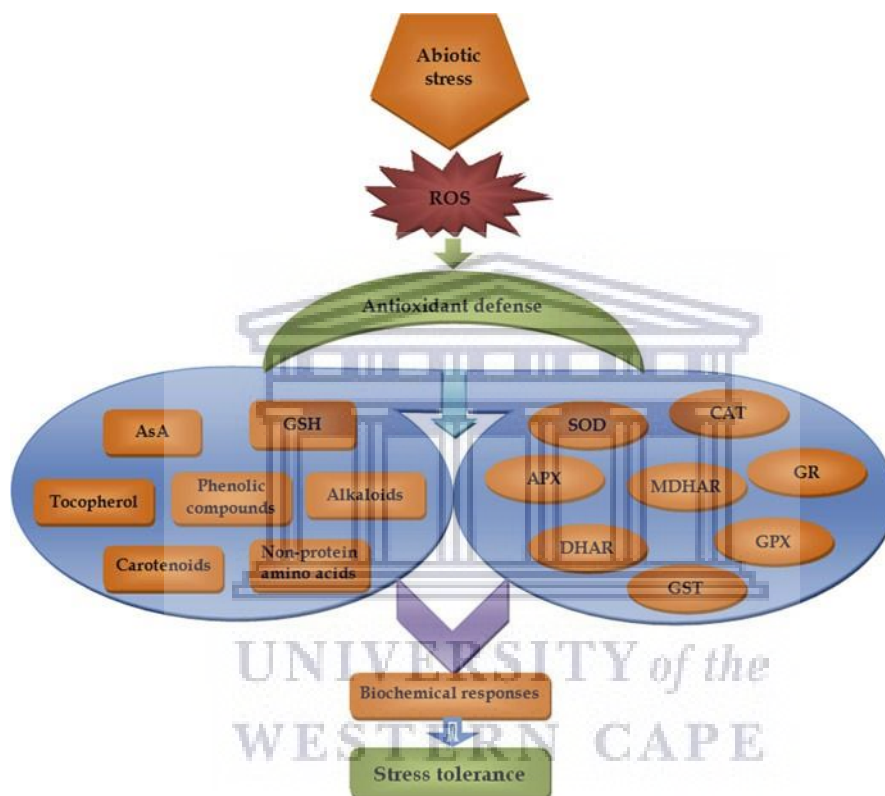 Abiotic
stress
ROS
Antioxidant defense
AsA
GSH
Tocopherol
Phenolic
compounds
Alkaloids
Carotenoids
Non-protein
amino acids
SOD
CAT
APX
MDHAR
GR
DHAR
GPX
GST
UNIVERSITY of the
Biochemical responses
WESTERN CAPE
Stress tolerance